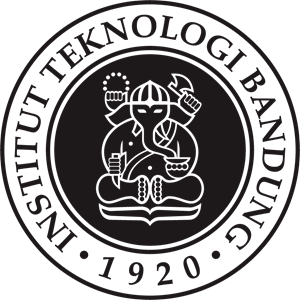 INSTITUT TEKNOLOGI BANDUNG
• 1920 •